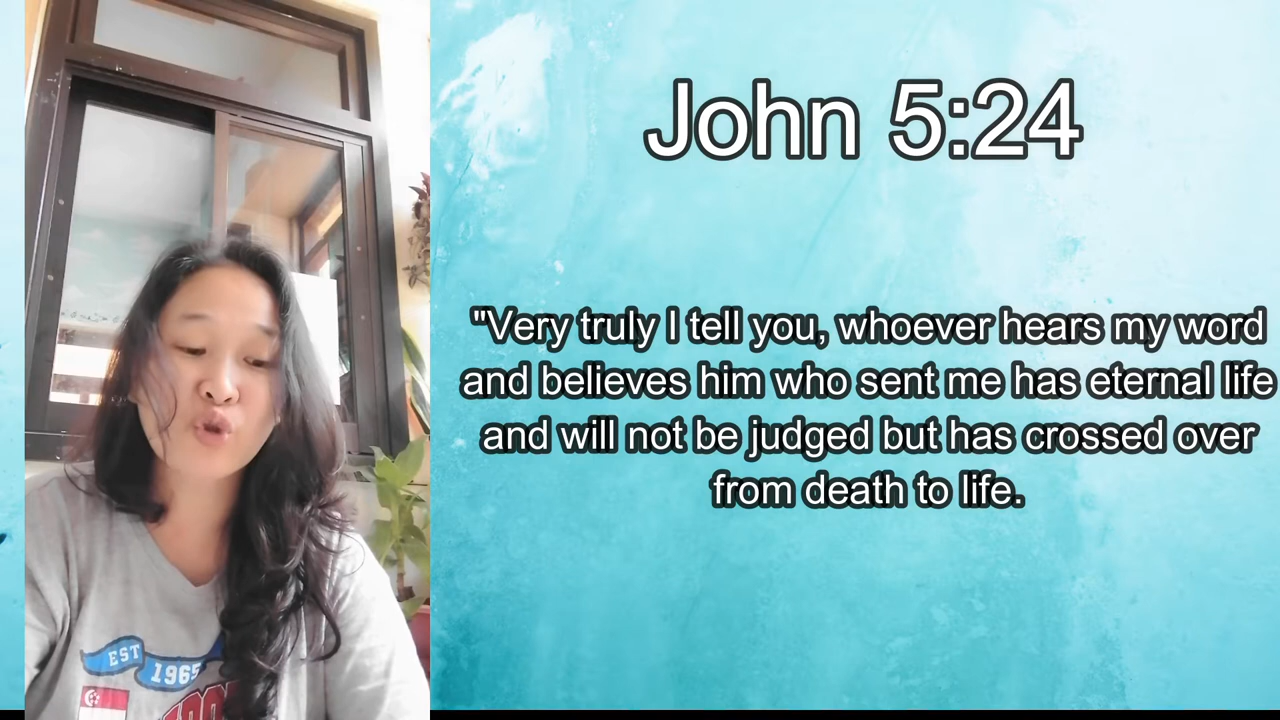 John 5:24
"Very truly I tell you, whoever hears my word
and believes him who sent me has eternal life
and will not be judged but has crossed over
from death to life.
EST
1965